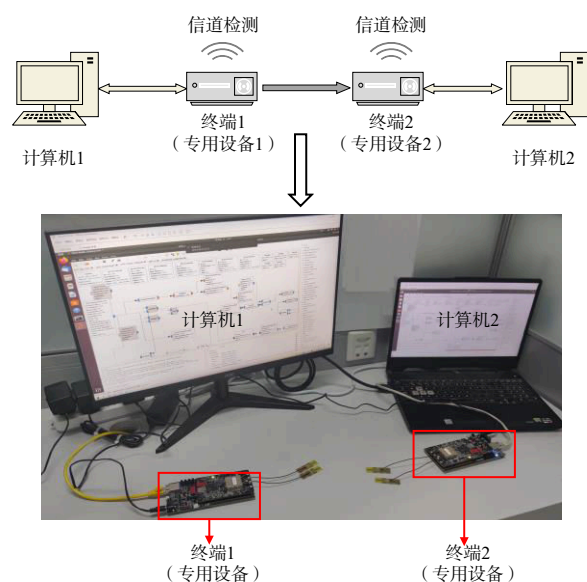 信道检测
信道检测
终端1
（专用设备1）
终端2
（专用设备2）
计算机1
计算机2
计算机1
计算机2
终端1
（专用设备）
终端2
（专用设备）